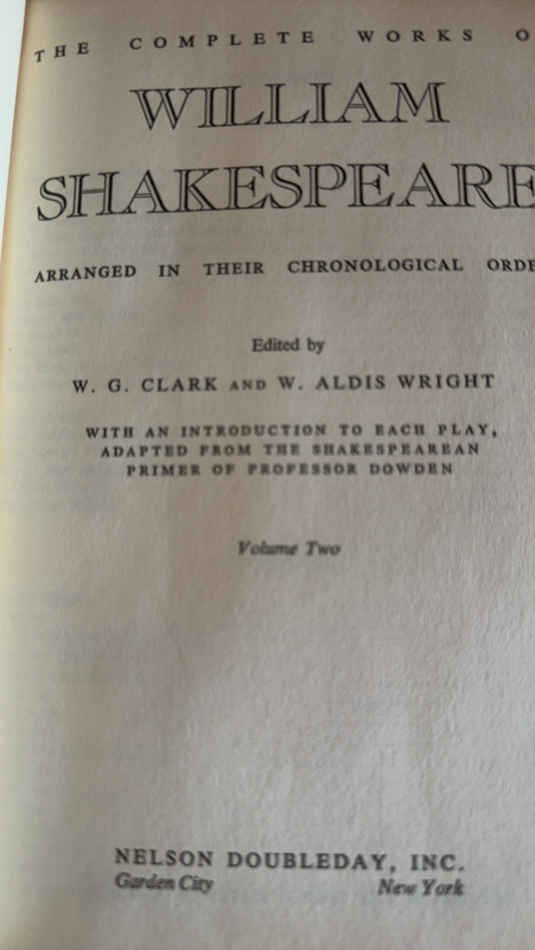 THE COMPLETE WORKS O
WILLIAM
SHAKESPEARE
ARRANGED IN THEIR CHRONOLOGICAL ORDE
Edited by
W. G. CLARK AND W. ALDIS WRIGHT
WITH AN INTRODUCTION TO EACH PLAY,
ADAPTED FROM THE SHAKESPEAREAN
PRIMER OF PROFESSOR DOWDEN
Volume Two
NELSON DOUBLEDAY, INC.
Garden City New York